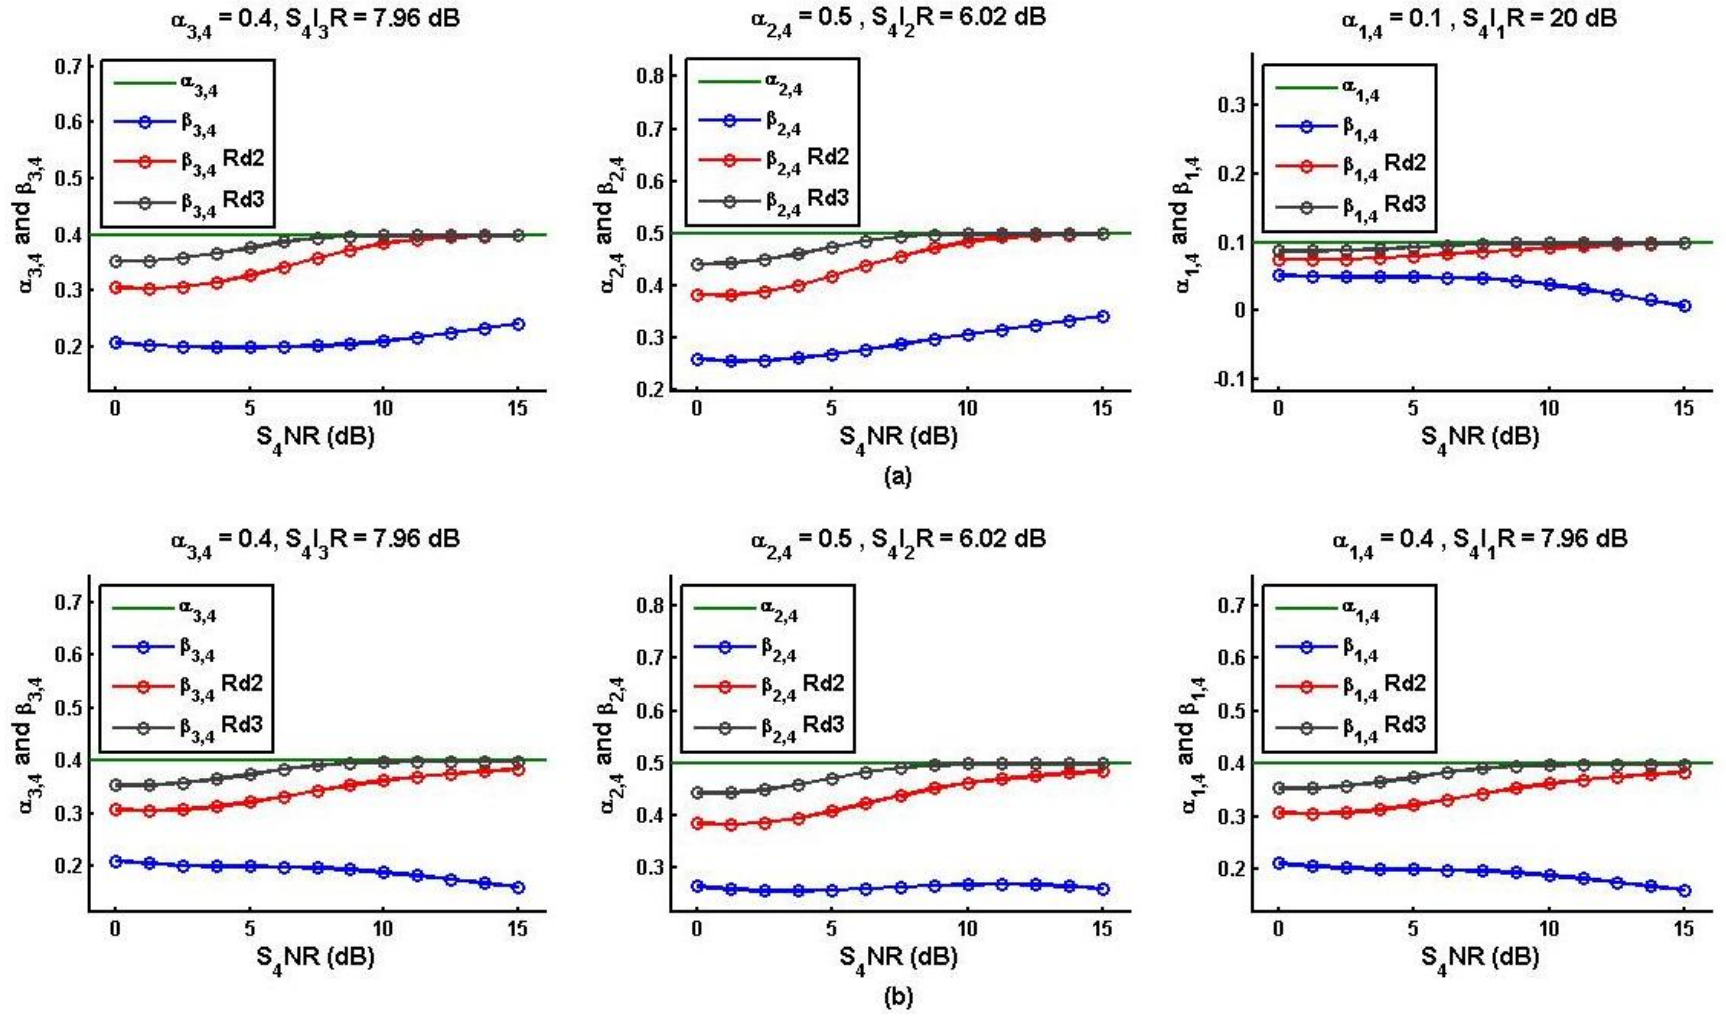 α3,4 = 0.4, S4I3R = 7.96 dB
α3,4 and β3,4
0.7
0.6
0.5
0.4
0.3
0.2
α3,4
β3,4
β3,4 Rd2
β3,4 Rd3
0 5 10 15
S4NR (dB)
α2,4 = 0.5 , S4I2R = 6.02 dB
α2,4 and β2,4
0.8
0.7
0.6
0.5
0.4
0.3
0.2
α2,4
β2,4
β2,4 Rd2
β2,4 Rd3
0 5 10 15
S4NR (dB)
α1,4 = 0.1 , S4I1R = 20 dB
α1,4 and β1,4
0.3
0.2
0.1
0
-0.1
α1,4
β1,4
β1,4 Rd2
β1,4 Rd3
0 5 10 15
S4NR (dB)
(a)
α3,4 = 0.4, S4I3R = 7.96 dB
α3,4 and β3,4
0.7
0.6
0.5
0.4
0.3
0.2
α3,4
β3,4
β3,4 Rd2
β3,4 Rd3
0 5 10 15
S4NR (dB)
α2,4 = 0.5 , S4I2R = 6.02 dB
α2,4 and β2,4
0.8
0.7
0.6
0.5
0.4
0.3
α2,4
β2,4
β2,4 Rd2
β2,4 Rd3
0 5 10 15
S4NR (dB)
α1,4 = 0.4 , S4I1R = 7.96 dB
α1,4 and β1,4
0.7
0.6
0.5
0.4
0.3
0.2
α1,4
β1,4
β1,4 Rd2
β1,4 Rd3
0 5 10 15
S4NR (dB)
(b)